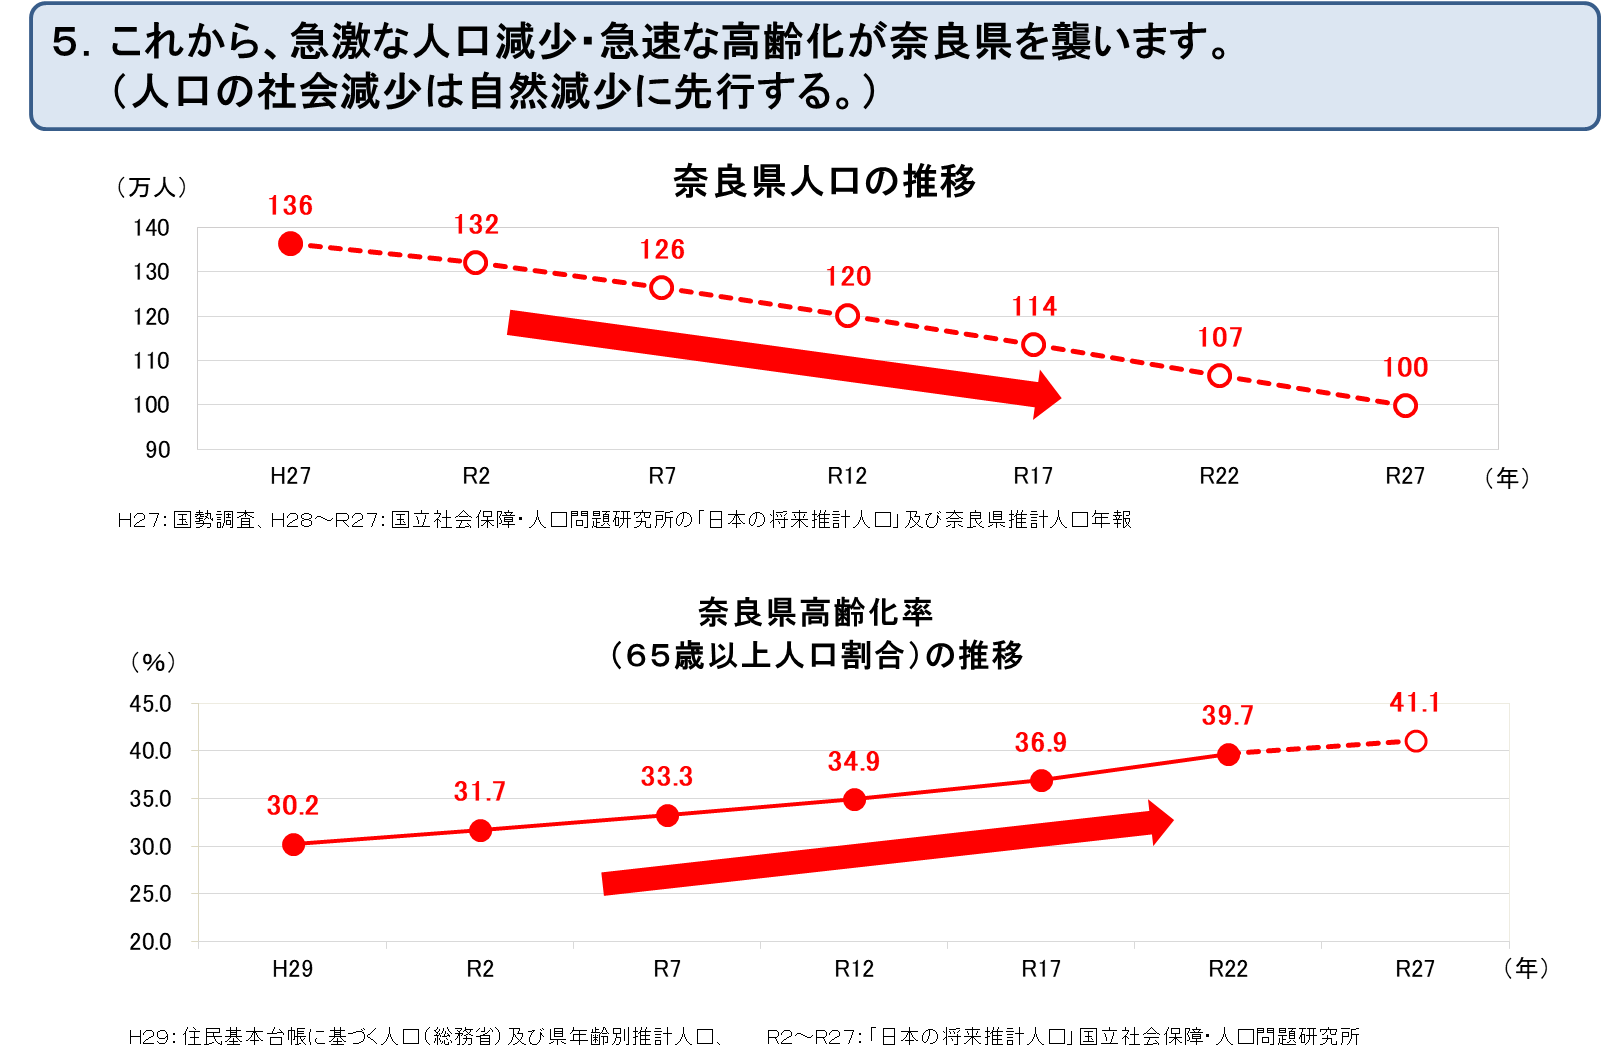 ５．これから、急激な人口減少・急速な高齢化が奈良県を襲います。
（人口の社会減少は自然減少に先行する。）
奈良県人口の推移
（万人）
140
130
120
110
100
90
136
132
126
120
114
107
100
H27 R2 R7 R12 R17 R22 R27 （年）
H27：国勢調査、H28～R27：国立社会保障・人口問題研究所の「日本の将来推計人口」及び奈良県推計人口年報
奈良県高齢化率
（６５歳以上人口割合）の推移
（％）
45.0
40.0
35.0
30.0
25.0
20.0
30.2
31.7
33.3
34.9
36.9
39.7
41.1
H29 R2 R7 R12 R17 R22 R27 （年）
H29：住民基本台帳に基づく人口（総務省）及び県年齢別推計人口、 R2～R27：「日本の将来推計人口」国立社会保障・人口問題研究所